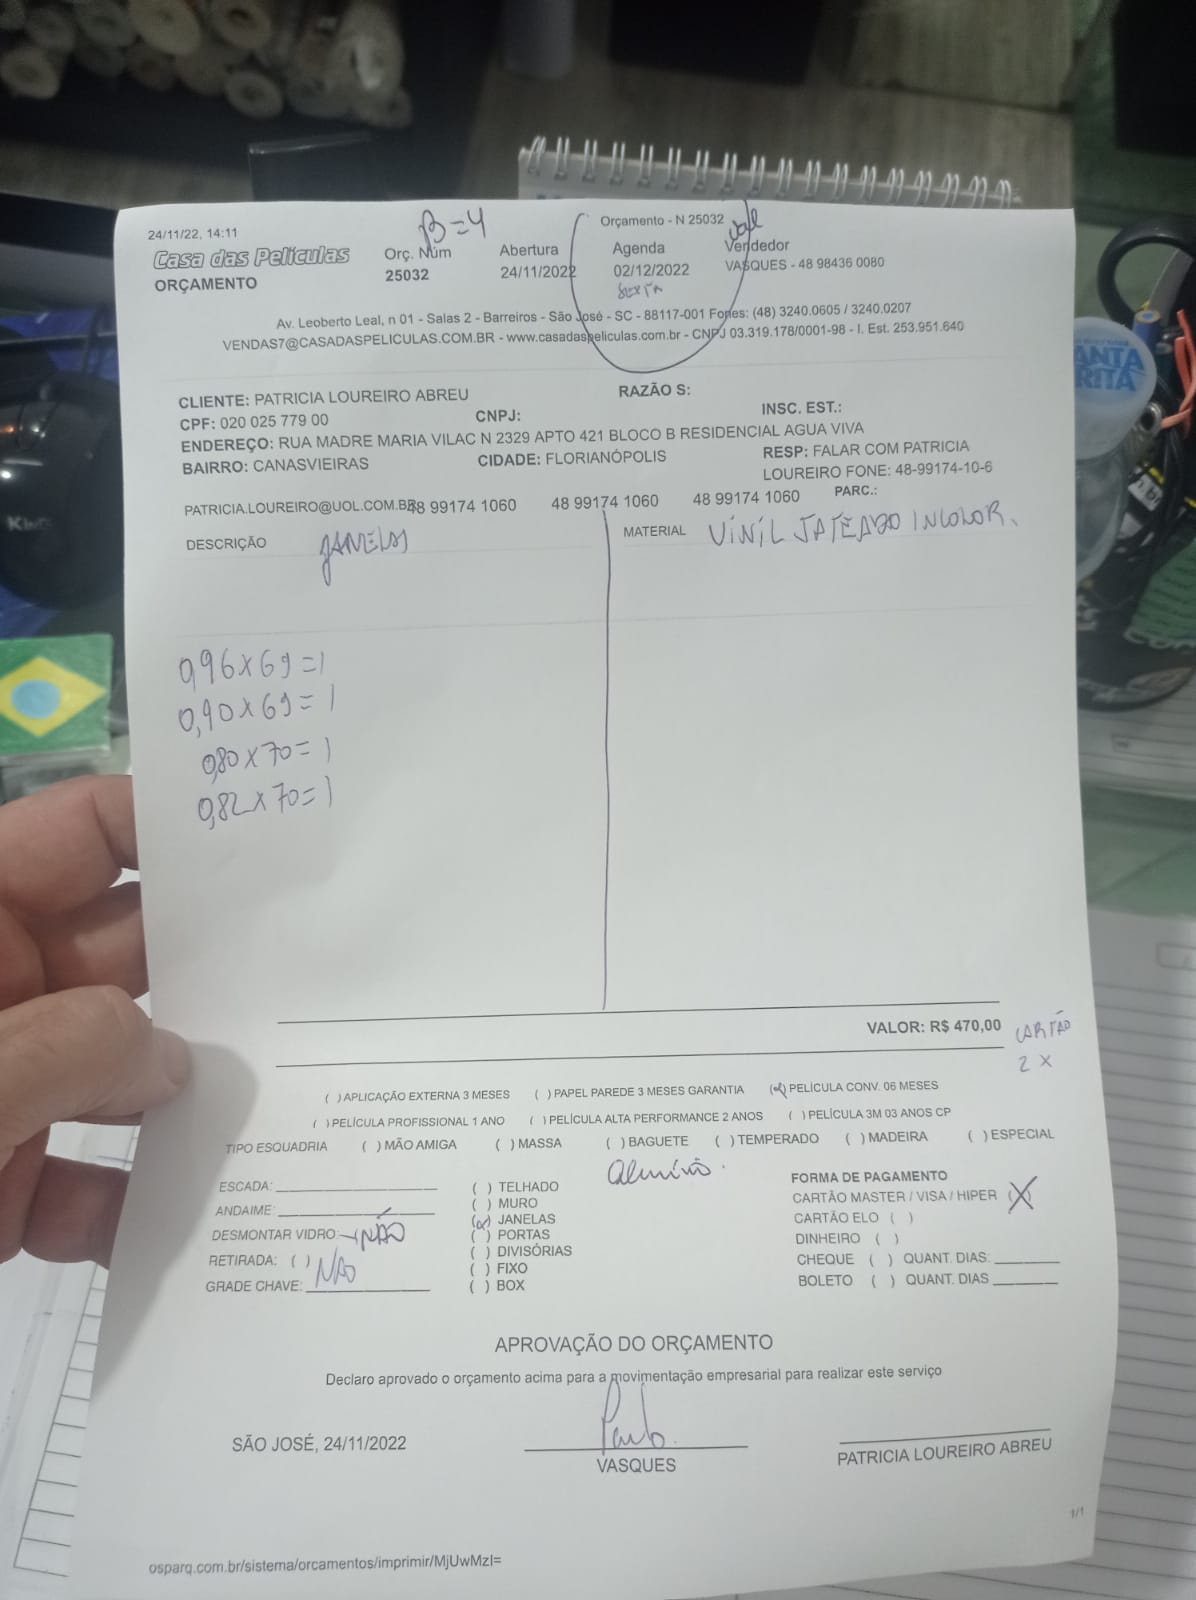 24/11/22, 14:11
Orçamento - N 25032
B=4
Casa das Películas
ORÇAMENTO
Orç. Núm
25032
Abertura
24/11/2022
Agenda
02/12/2022
SEXTA
Vendedor
VASQUES - 48 98436 0080
Av. Leoberto Leal, n 01 - Salas 2 - Barreiros - São José - SC - 88117-001 Fones: (48) 3240.0605 / 3240.0207
VENDAS7@CASADASPELICULAS.COM.BR - www.casadaspeliculas.com.br - CNPJ 03.319.178/0001-98 - I. Est. 253.951.640
CLIENTE: PATRICIA LOUREIRO ABREU RAZÃO S:
CPF: 020 025 779 00 CNPJ: INSC. EST.:
ENDEREÇO: RUA MADRE MARIA VILAC N 2329 APTO 421 BLOCO B RESIDENCIAL AGUA VIVA
BAIRRO: CANASVIEIRAS CIDADE: FLORIANÓPOLIS RESP: FALAR COM PATRICIA
LOUREIRO FONE: 48-99174-10-6
PATRICIA.LOUREIRO@UOL.COM.BR 48 99174 1060 48 99174 1060 48 99174 1060 PARC.:
DESCRIÇÃO JANELAS MATERIAL VINIL JATEADO INCOLOR.
0,96 x 69 = 1
0,90 x 69 = 1
0,80 x 70 = 1
0,82 x 70 = 1
VALOR: R$ 470,00 CARTÃO
2 x
( ) APLICAÇÃO EXTERNA 3 MESES ( ) PAPEL PAREDE 3 MESES GARANTIA (x) PELÍCULA CONV. 06 MESES
( ) PELÍCULA PROFISSIONAL 1 ANO ( ) PELÍCULA ALTA PERFORMANCE 2 ANOS ( ) PELÍCULA 3M 03 ANOS CP
TIPO ESQUADRIA ( ) MÃO AMIGA ( ) MASSA ( ) BAGUETE ( ) TEMPERADO ( ) MADEIRA ( ) ESPECIAL
ESCADA:
ANDAIME:
DESMONTAR VIDRO: NÃO
RETIRADA: ( )
GRADE CHAVE: NÃO
( ) TELHADO
( ) MURO
(x) JANELAS
( ) PORTAS
( ) DIVISÓRIAS
( ) FIXO
( ) BOX
FORMA DE PAGAMENTO
CARTÃO MASTER / VISA / HIPER (X)
CARTÃO ELO ( )
DINHEIRO ( )
CHEQUE ( ) QUANT. DIAS:
BOLETO ( ) QUANT. DIAS
APROVAÇÃO DO ORÇAMENTO
Declaro aprovado o orçamento acima para a movimentação empresarial para realizar este serviço
SÃO JOSÉ, 24/11/2022
VASQUES
PATRICIA LOUREIRO ABREU
1/1
osparq.com.br/sistema/orcamentos/imprimir/MjUwMzI=
SANTA
RITA